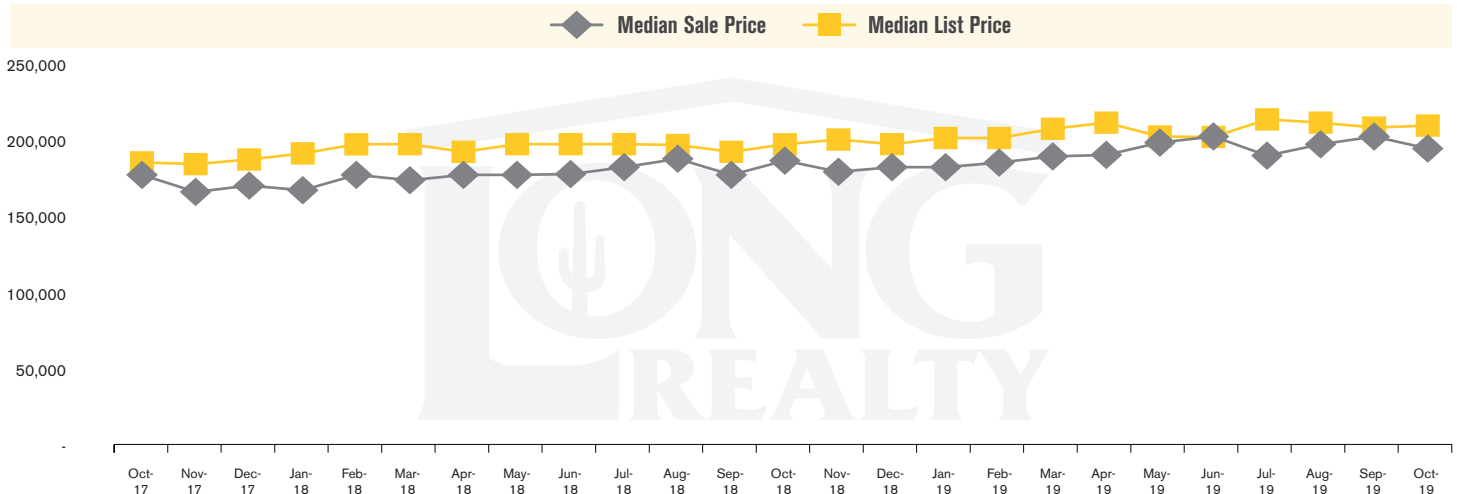 Median Sale Price Median List Price
250,000
200,000
150,000
100,000
50,000
-
LONG
REALTY
Oct-17 Nov-17 Dec-17 Jan-18 Feb-18 Mar-18 Apr-18 May-18 Jun-18 Jul-18 Aug-18 Sep-18 Oct-18 Nov-18 Dec-18 Jan-19 Feb-19 Mar-19 Apr-19 May-19 Jun-19 Jul-19 Aug-19 Sep-19 Oct-19